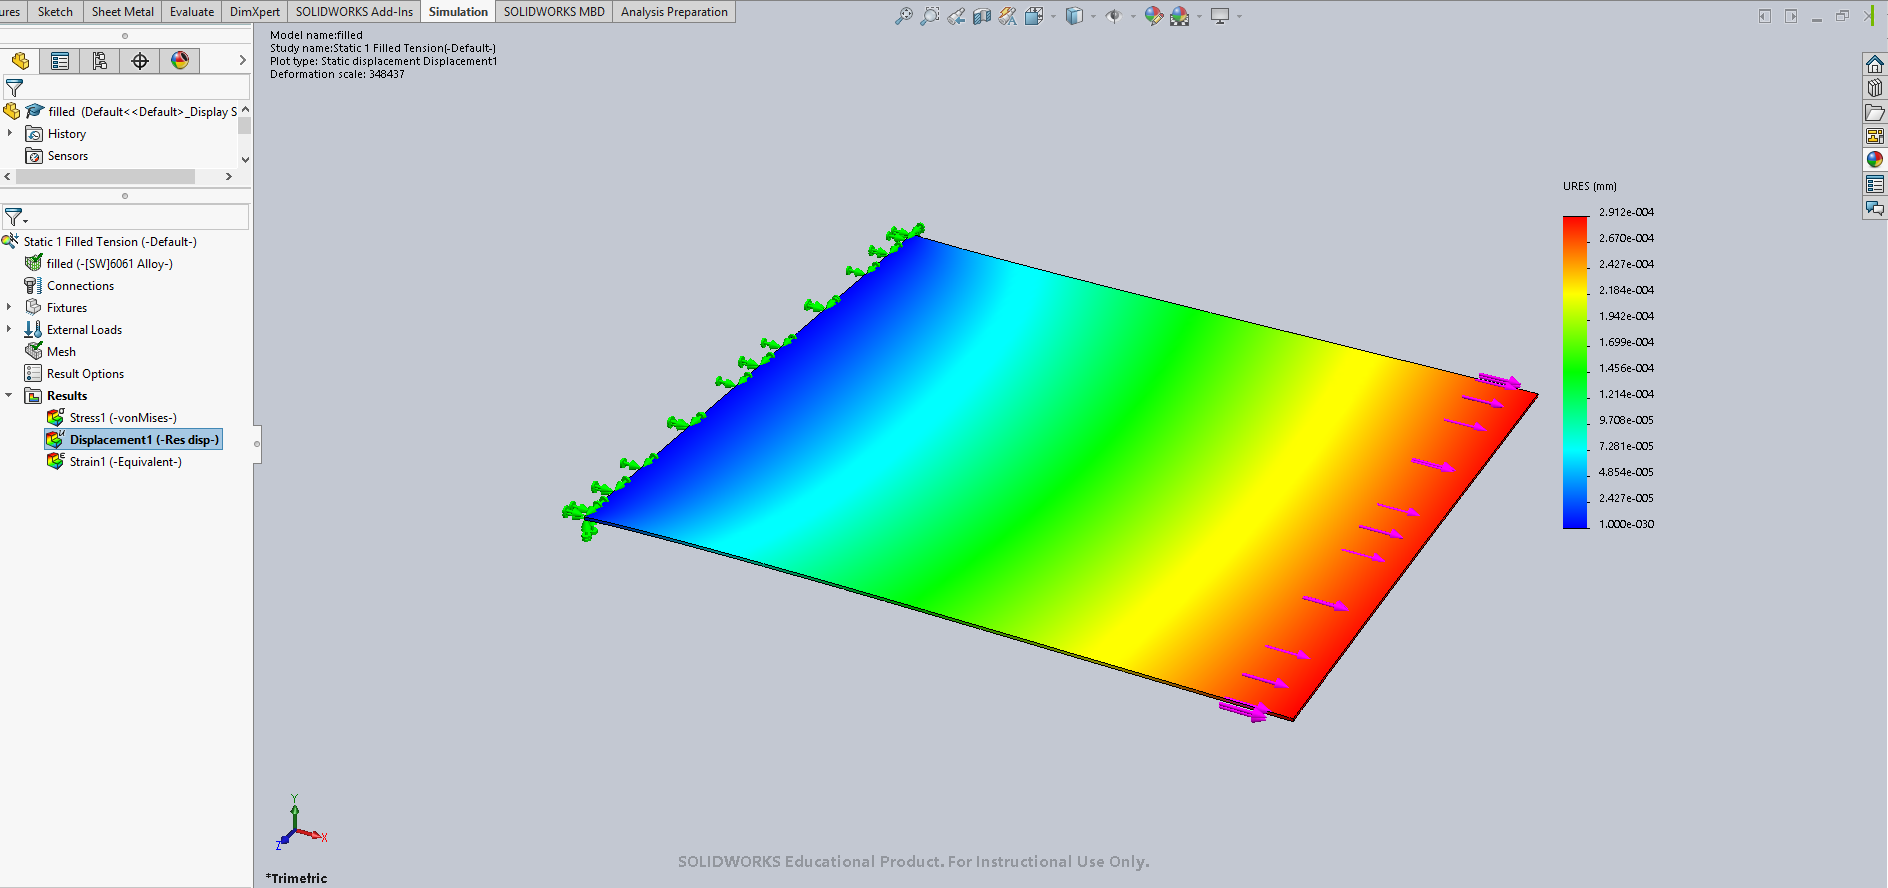 ures Sketch Sheet Metal Evaluate DimXpert SOLIDWORKS Add-Ins Simulation SOLIDWORKS MBD Analysis Preparation
Model name:filled
Study name:Static 1 Filled Tension(-Default-)
Plot type: Static displacement Displacement1
Deformation scale: 348437
filled (Default<<Default>_Display S
History
Sensors
Static 1 Filled Tension (-Default-)
filled (-[SW]6061 Alloy-)
Connections
Fixtures
External Loads
Mesh
Result Options
Results
Stress1 (-vonMises-)
Displacement1 (-Res disp-)
Strain1 (-Equivalent-)
URES (mm)
2.912e-004
2.670e-004
2.427e-004
2.184e-004
1.942e-004
1.699e-004
1.456e-004
1.214e-004
9.708e-005
7.281e-005
4.854e-005
2.427e-005
1.000e-030
Y
X
Z
SOLIDWORKS Educational Product. For Instructional Use Only.
*Trimetric